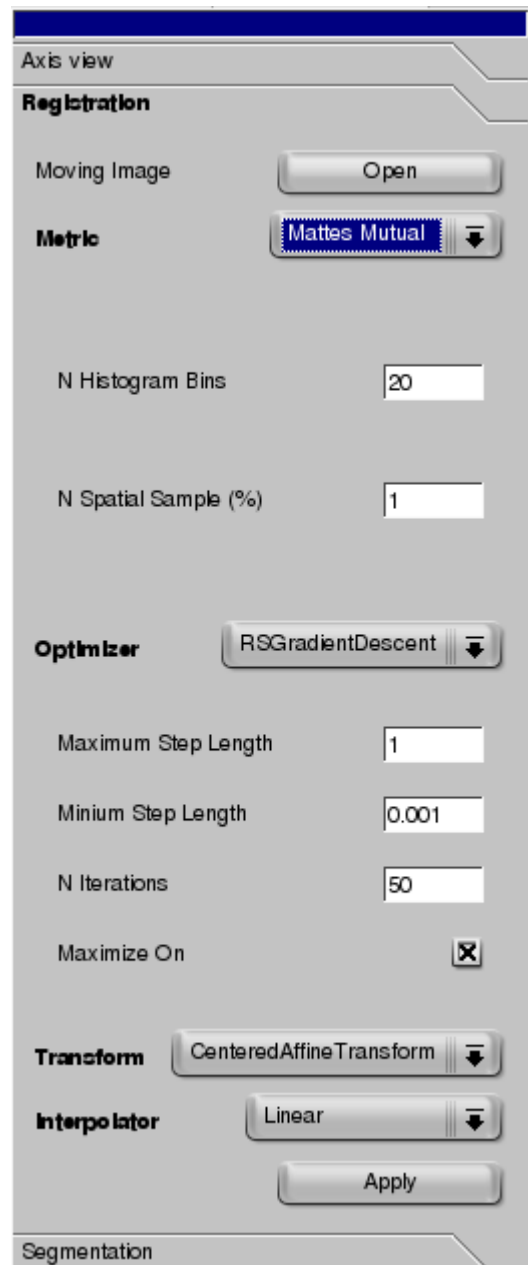 Axis view
Registration
Moving Image Open
Metric Mattes Mutual
N Histogram Bins 20
N Spatial Sample (%) 1
Optimizer RSGradientDescent
Maximum Step Length 1
Minium Step Length 0.001
N Iterations 50
Maximize On
Transform CenteredAffineTransform
Interpolator Linear
Apply
Segmentation